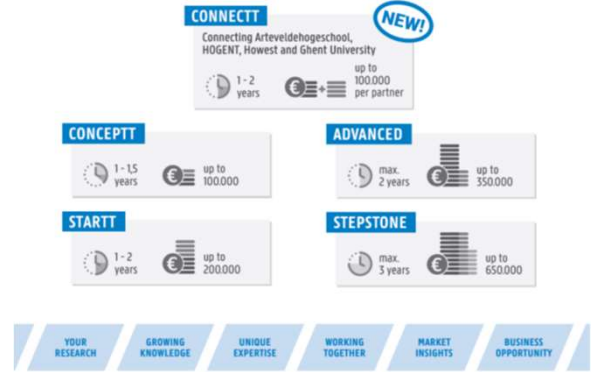 CONNECTT
NEW!
Connecting Arteveldehogeschool,
HOGENT, Howest and Ghent University
1 - 2
years
€
+
up to
100.000
per partner
CONCEPTT
1 - 1,5
years
€
up to
100.000
ADVANCED
max.
2 years
€
up to
350.000
STARTT
1 - 2
years
€
up to
200.000
STEPSTONE
max.
3 years
€
up to
650.000
YOUR
RESEARCH
GROWING
KNOWLEDGE
UNIQUE
EXPERTISE
WORKING
TOGETHER
MARKET
INSIGHTS
BUSINESS
OPPORTUNITY